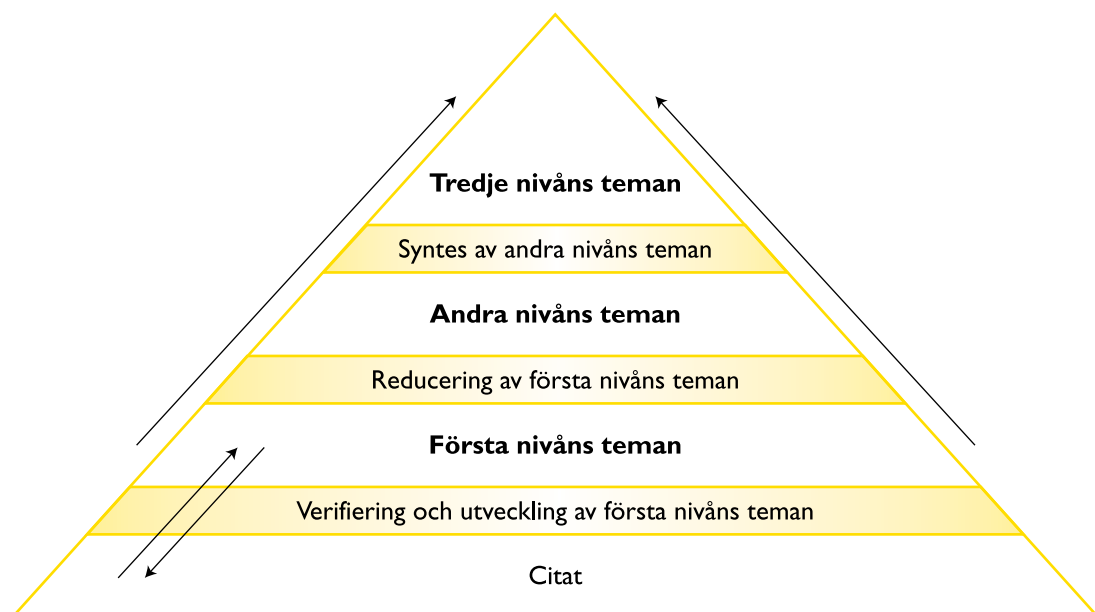 Tredje nivåns teman
Syntes av andra nivåns teman
Andra nivåns teman
Reducering av första nivåns teman
Första nivåns teman
Verifiering och utveckling av första nivåns teman
Citat